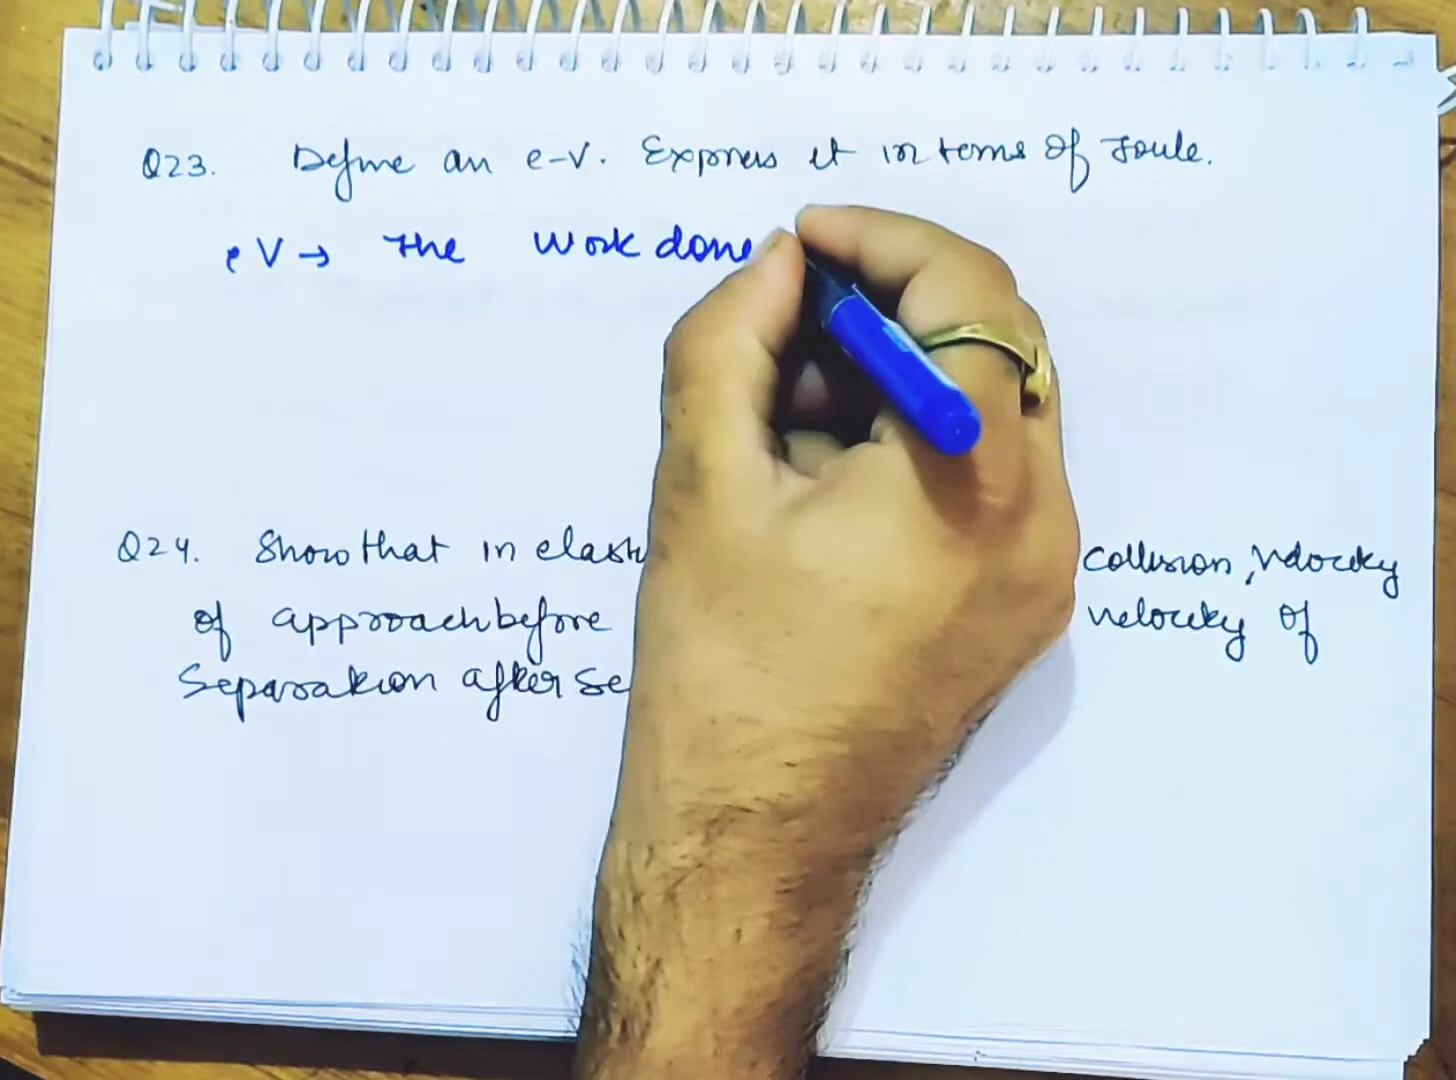 Q23. Define an e-V. Express it in terms of Joule.
eV → The work done
Q24. Show that in elas collision, velocity
of approach before velocity of
Separation after se